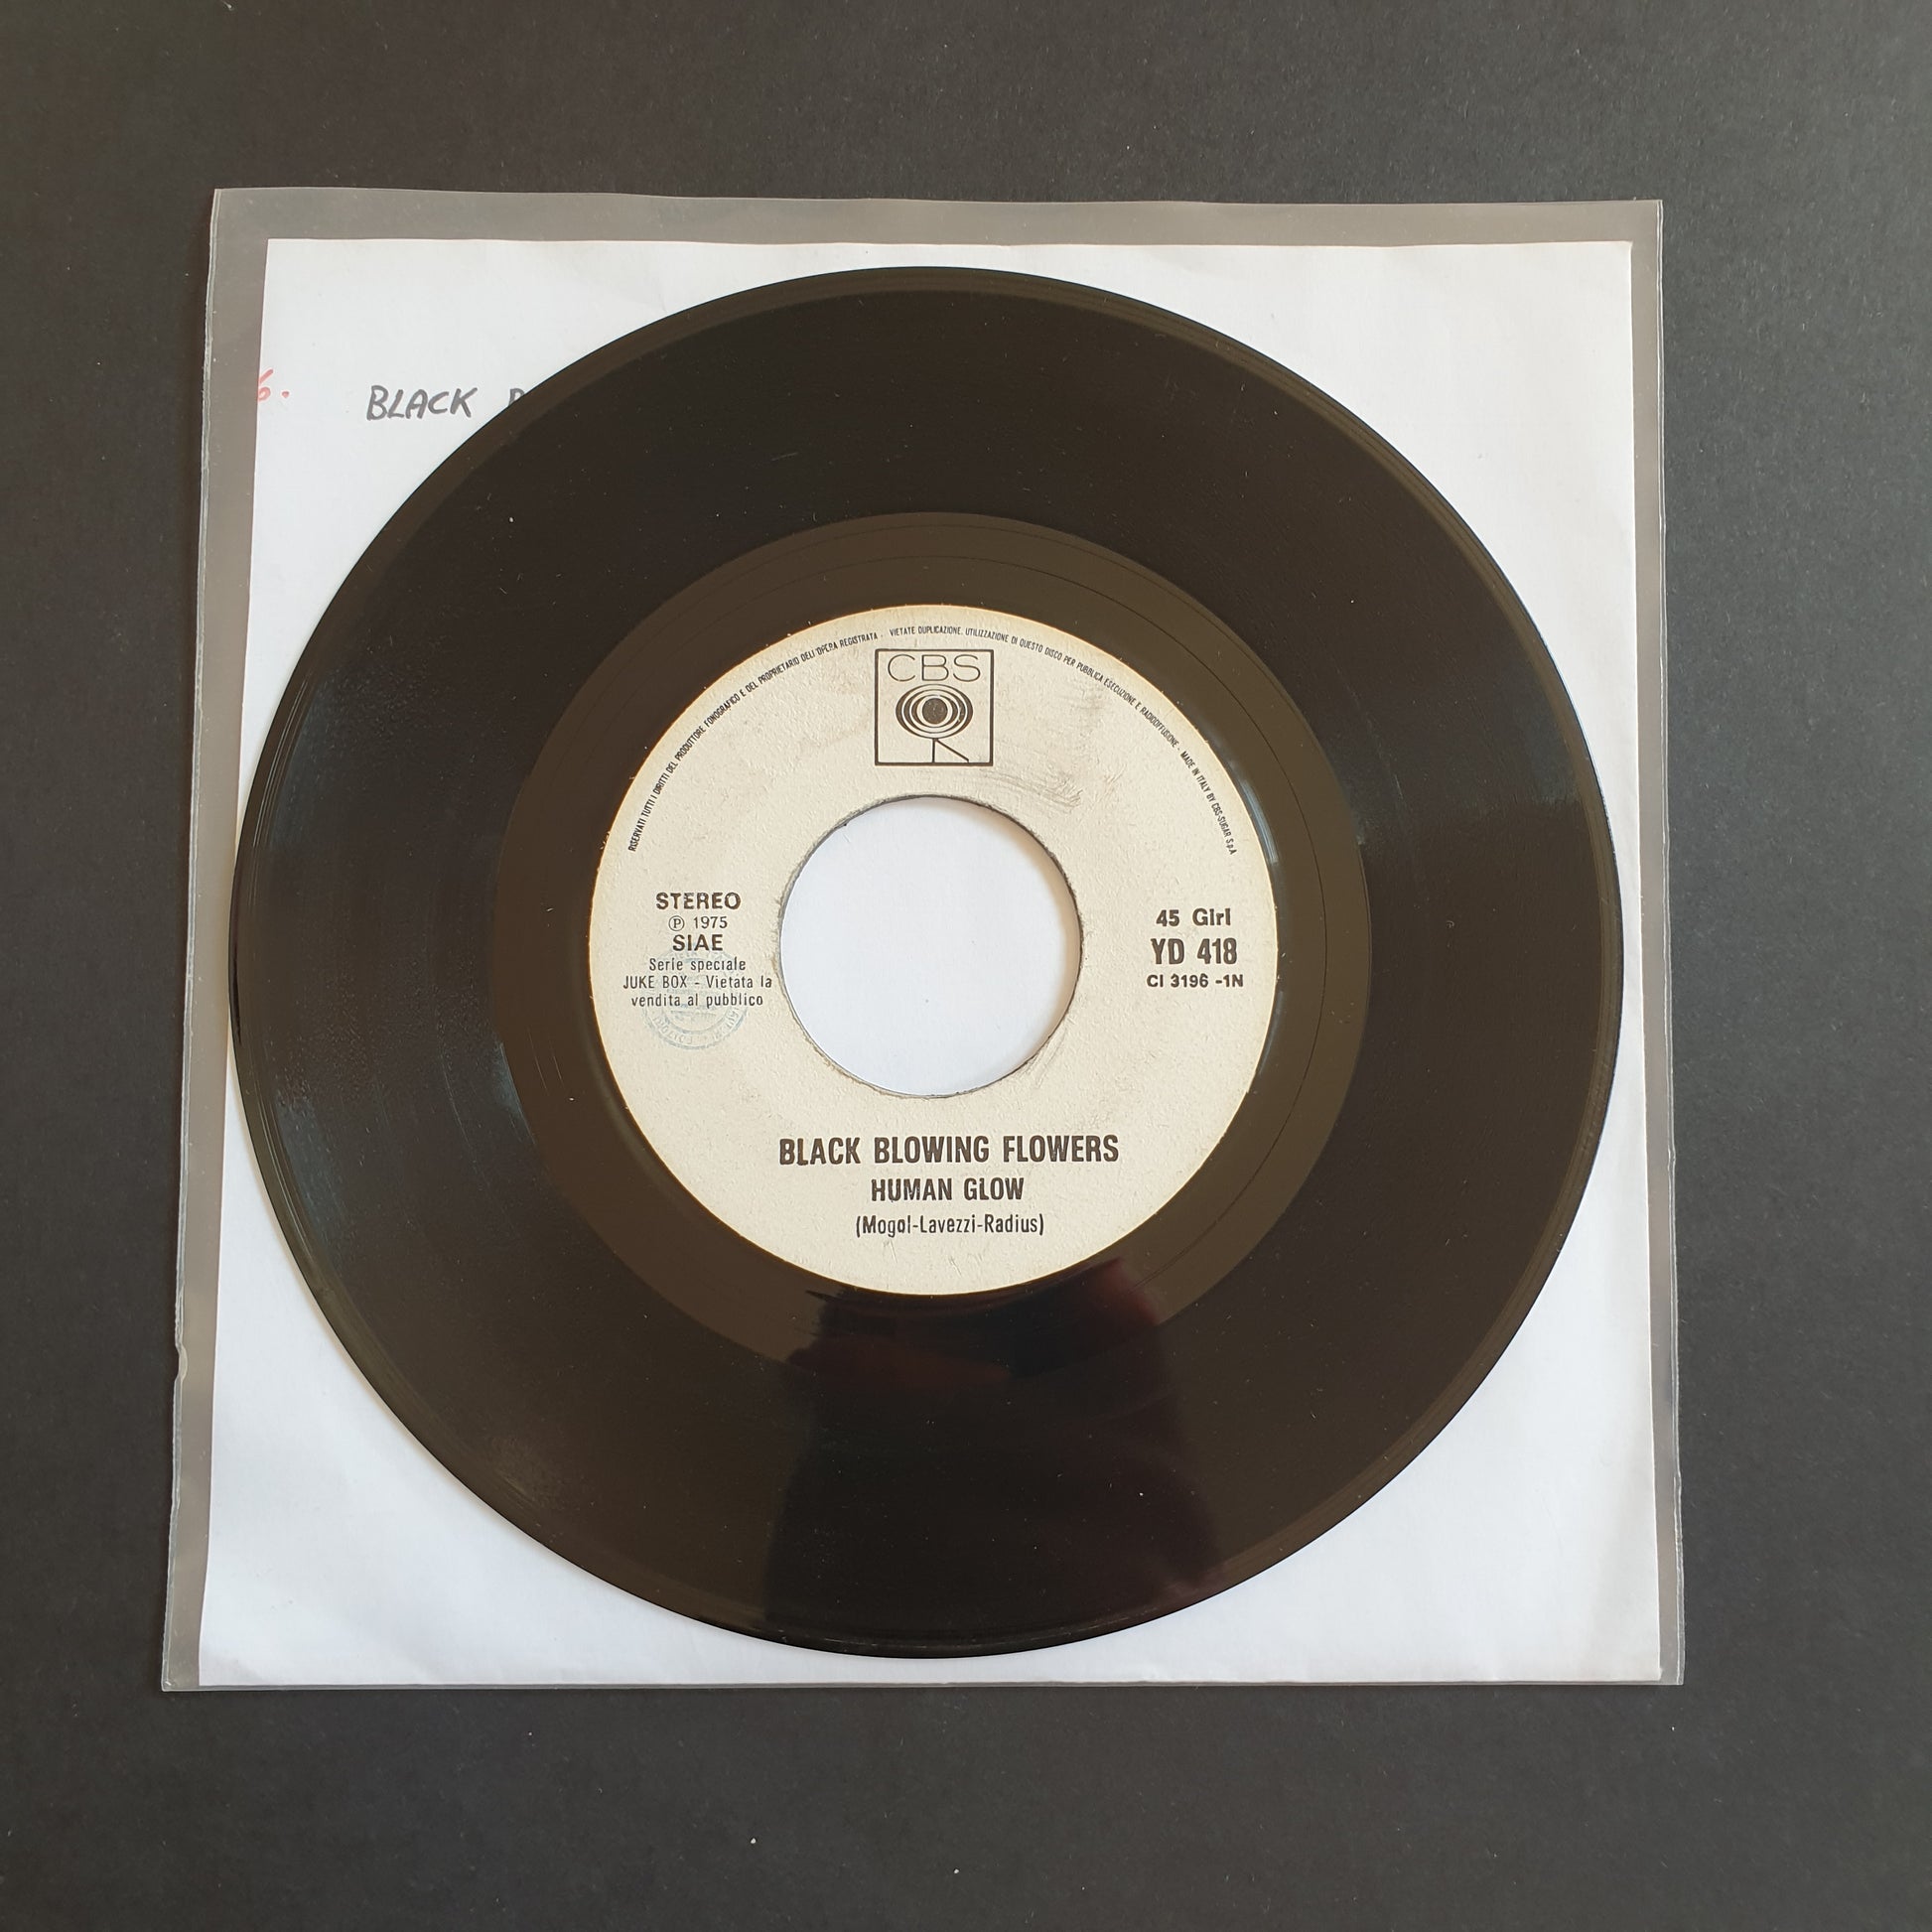 6.
BLACK
RISERVATI TUTTI I DIRITTI DEL PRODUTTORE FONOGRAFICO E DEL PROPRIETARIO DELL'OPERA REGISTRATA - VIETATE DUPLICAZIONE, UTILIZZAZIONE DI QUESTO DISCO PER PUBBLICA ESECUZIONE E RADIODIFFUSIONE - MADE IN ITALY BY CBS-SUGAR S.p.A
CBS
STEREO
℗ 1975
SIAE
Serie speciale
JUKE BOX - Vietata la
vendita al pubblico
45 Giri
YD 418
CI 3196 -1N
BLACK BLOWING FLOWERS
HUMAN GLOW
(Mogol-Lavezzi-Radius)